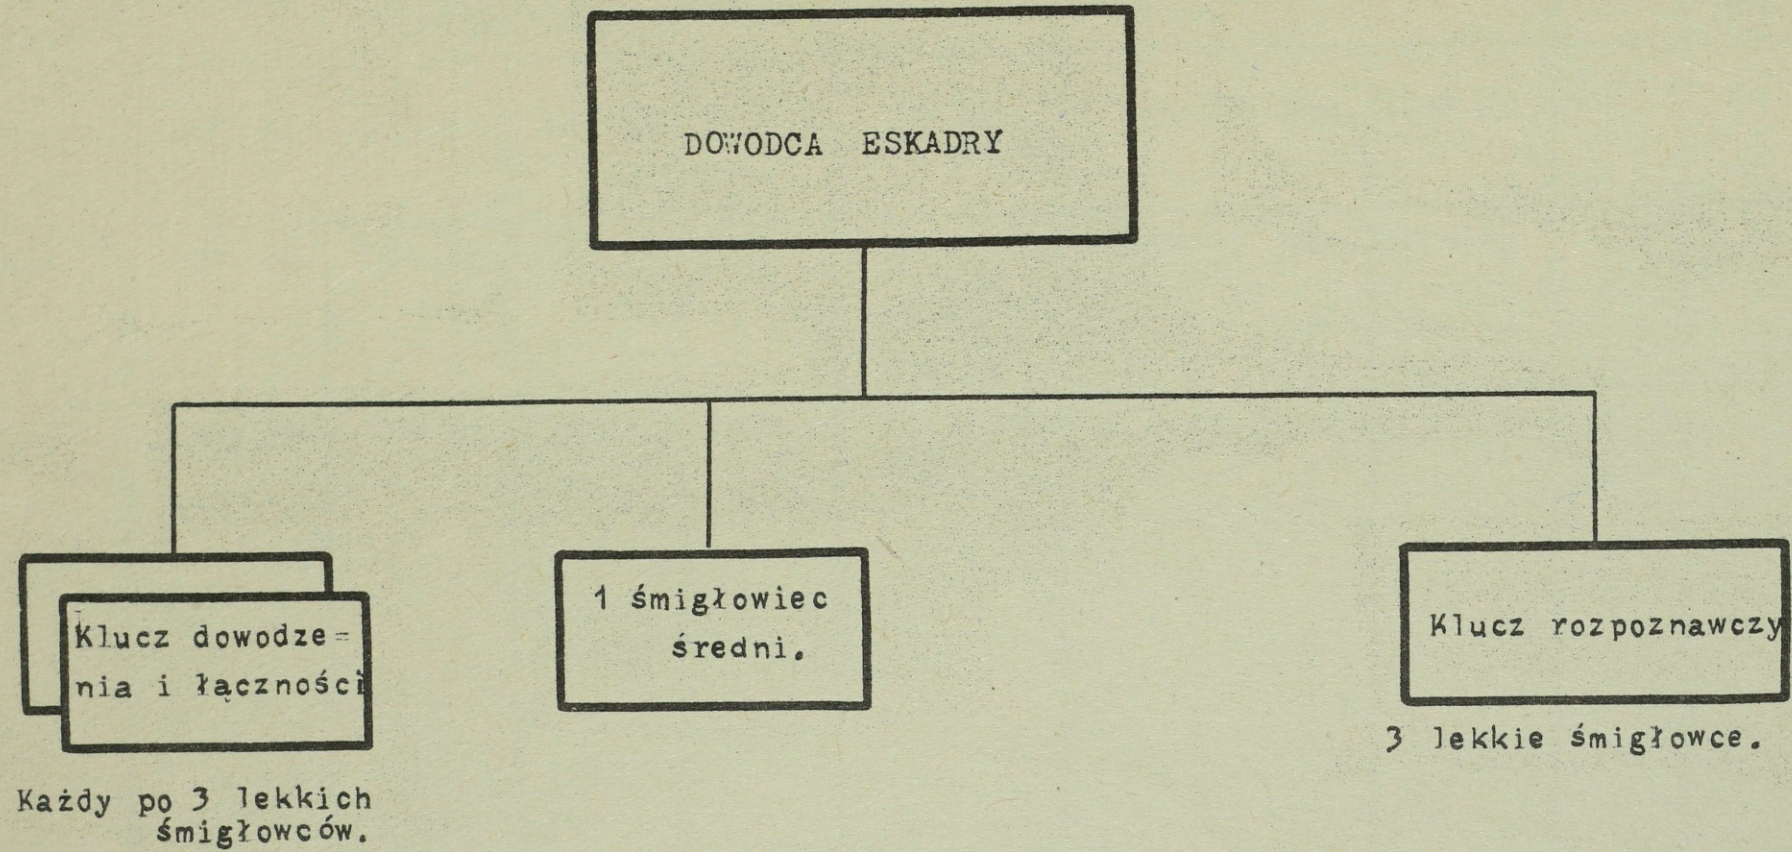 DOWODCA ESKADRY
Klucz dowodze=
nia i łączności
1 śmigłowiec
średni.
Klucz rozpoznawczy
3 lekkie śmigłowce.
Każdy po 3 lekkich
śmigłowców.